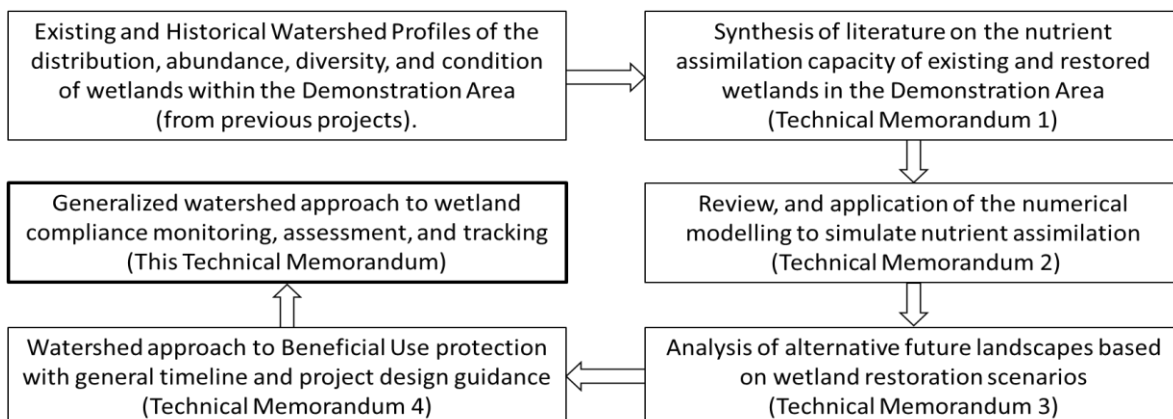 Existing and Historical Watershed Profiles of the
distribution, abundance, diversity, and condition
of wetlands within the Demonstration Area
(from previous projects).
Synthesis of literature on the nutrient
assimilation capacity of existing and restored
wetlands in the Demonstration Area
(Technical Memorandum 1)
Review, and application of the numerical
modelling to simulate nutrient assimilation
(Technical Memorandum 2)
Analysis of alternative future landscapes based
on wetland restoration scenarios
(Technical Memorandum 3)
Watershed approach to Beneficial Use protection
with general timeline and project design guidance
(Technical Memorandum 4)
Generalized watershed approach to wetland
compliance monitoring, assessment, and tracking
(This Technical Memorandum)